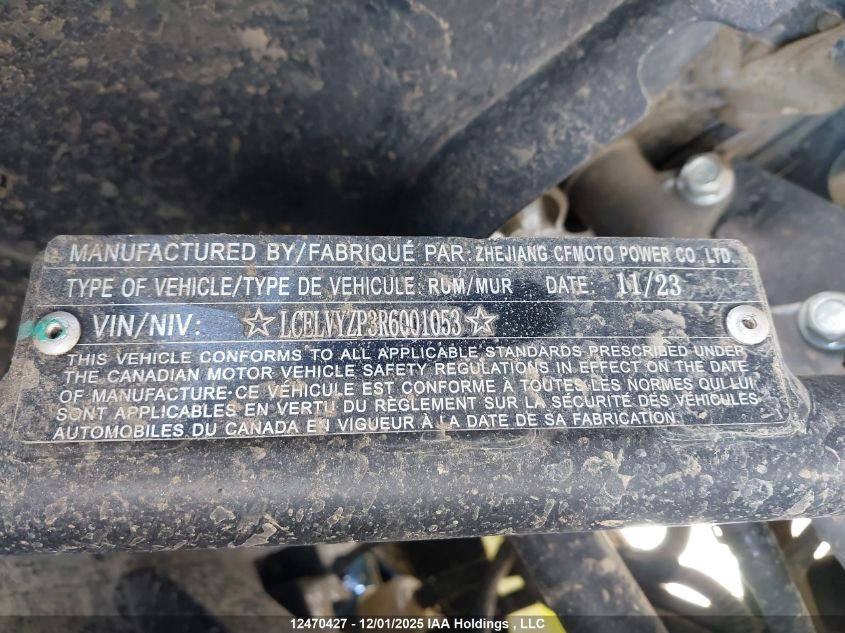 MANUFACTURED BY/FABRIQUÉ PAR: ZHEJIANG CFMOTO POWER CO. LTD
TYPE OF VEHICLE/TYPE DE VEHICULE: RUM/MUR DATE: 11/23
VIN/NIV: ☆LCELVYZP3R6001053☆
THIS VEHICLE CONFORMS TO ALL APPLICABLE STANDARDS PRESCRIBED UNDER
THE CANADIAN MOTOR VEHICLE SAFETY REGULATIONS IN EFFECT ON THE DATE
OF MANUFACTURE-CE VÉHICULE EST CONFORME À TOUTES LES NORMES QUI LUI
SONT APPLICABLES EN VERTU DU RÈGLEMENT SUR LA SÉCURITÉ DES VÉHICULES
AUTOMOBILES DU CANADA EN VIGUEUR À LA DATE DE SA FABRICATION.
12470427 - 12/01/2025 IAA Holdings , LLC